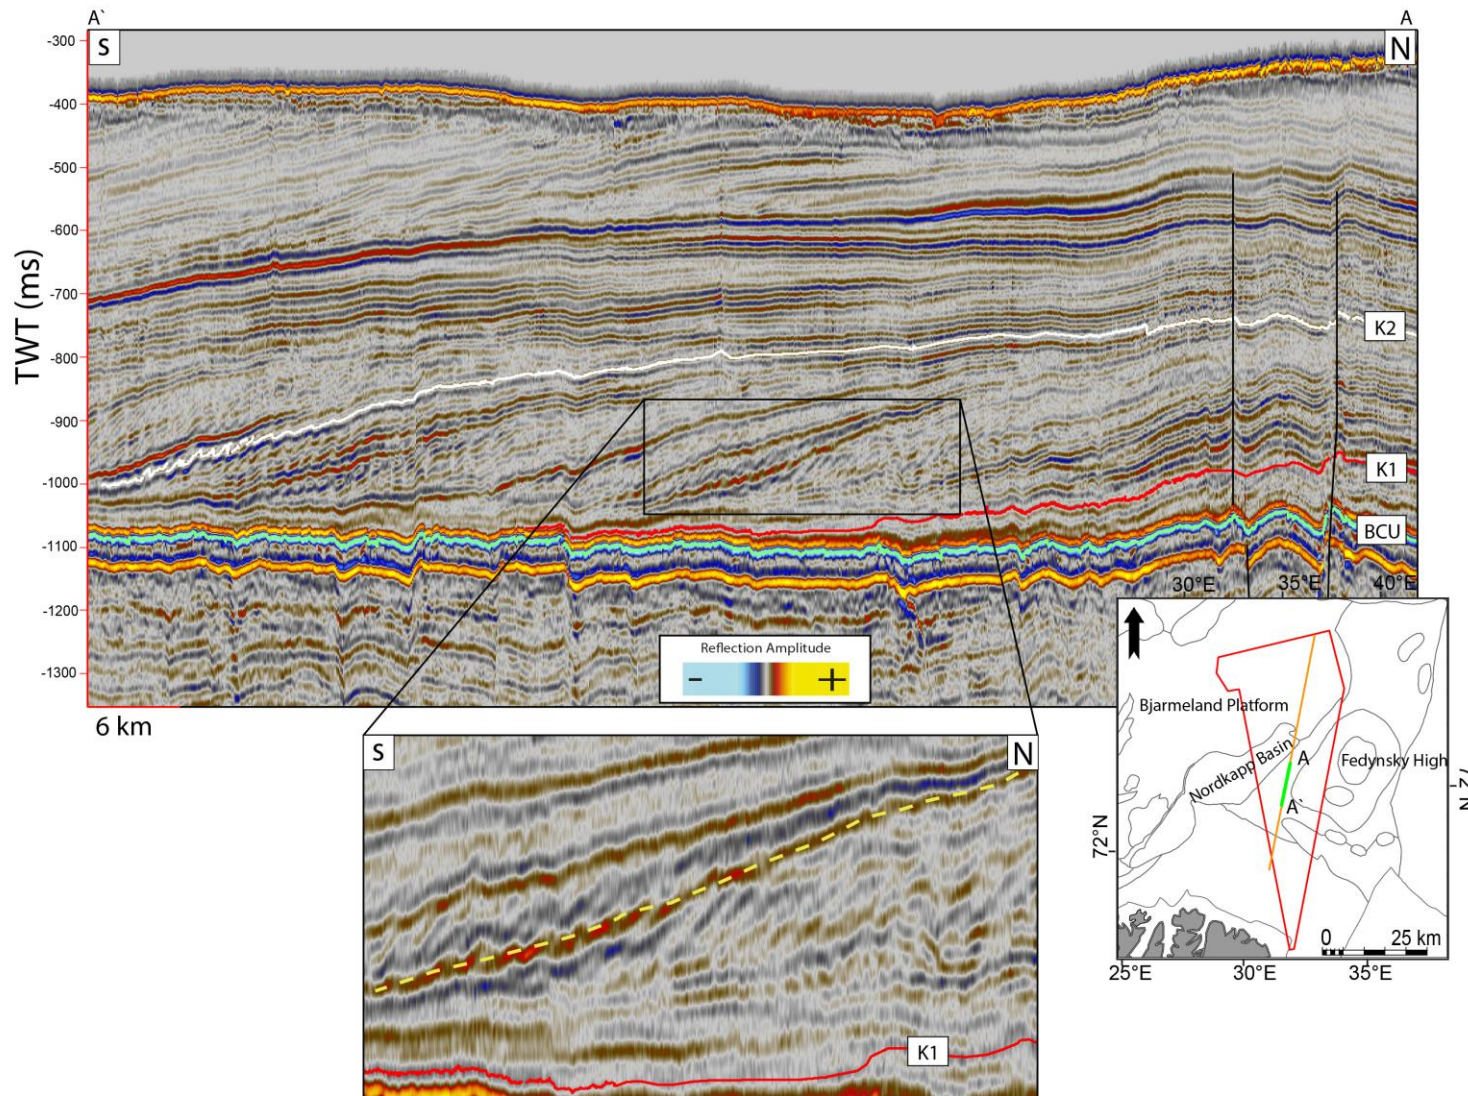 A`
A
S
N
TWT (ms)
-300
-400
-500
-600
-700
-800
-900
-1000
-1100
-1200
-1300
K2
K1
BCU
6 km
Reflection Amplitude
- +
S
N
K1
30°E 35°E 40°E
Bjarmeland Platform
Nordkapp Basin
Fedynsky High
A
A`
72°N
72°N
0 25 km
25°E 30°E 35°E